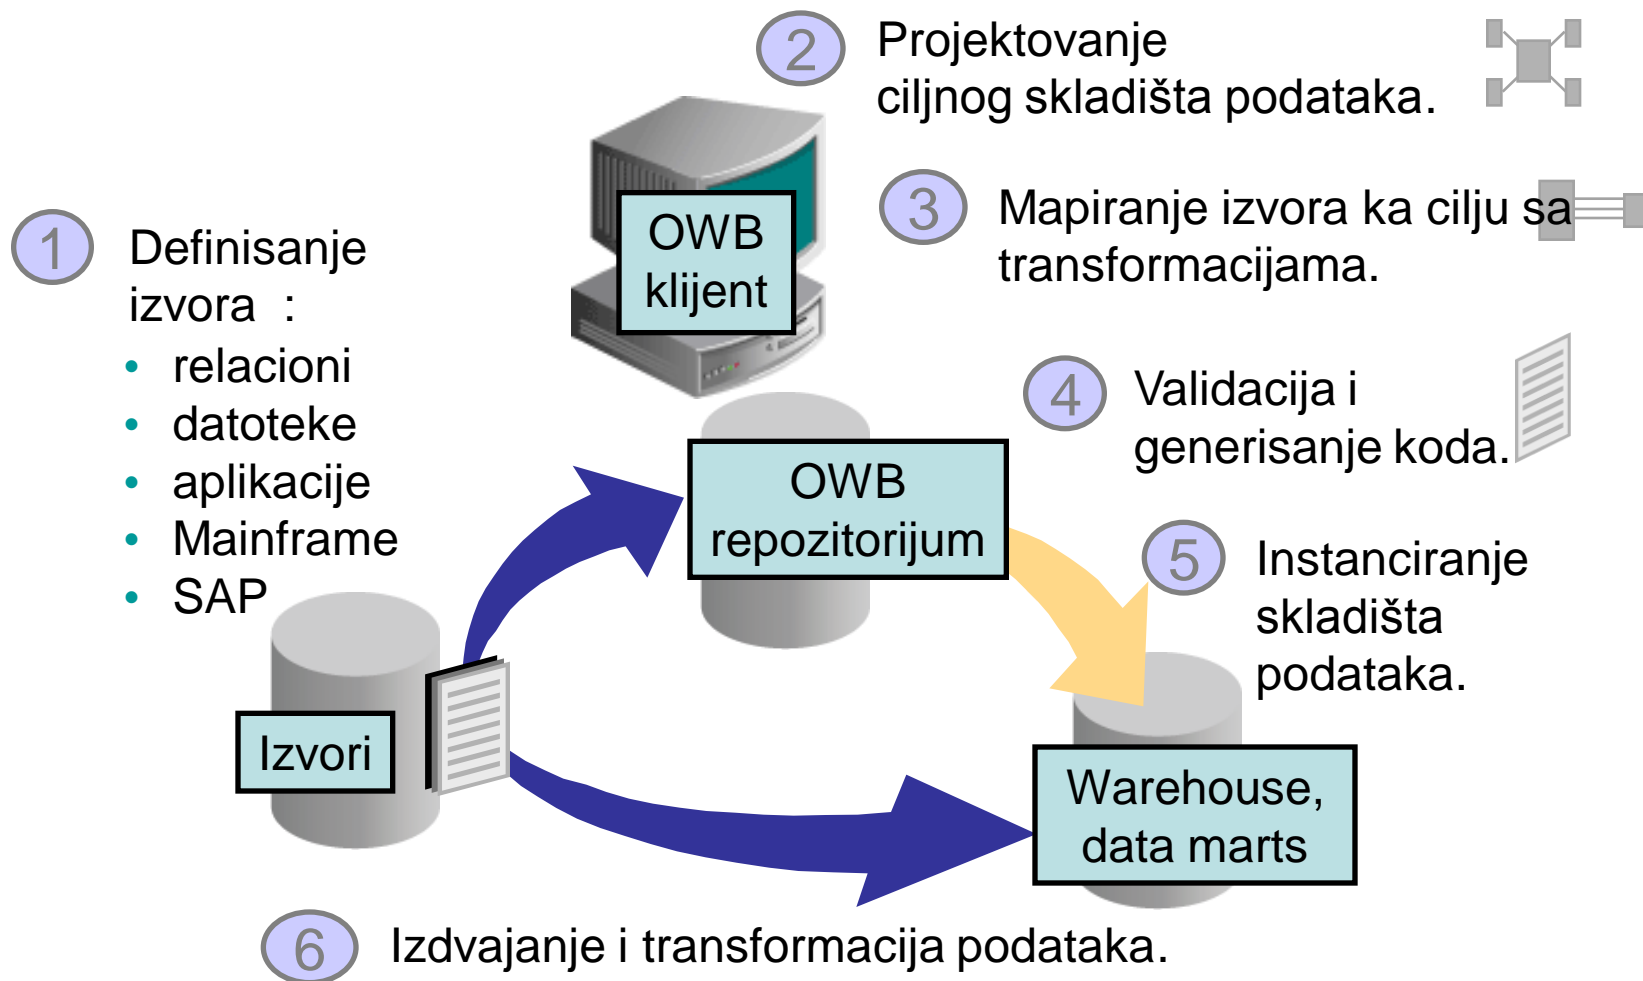 1
Definisanje
izvora :
• relacioni
• datoteke
• aplikacije
• Mainframe
• SAP
2
Projektovanje
ciljnog skladišta podataka.
3
Mapiranje izvora ka cilju sa
transformacijama.
4
Validacija i
generisanje koda.
5
Instanciranje
skladišta
podataka.
OWB
klijent
OWB
repozitorijum
Izvori
Warehouse,
data marts
6
Izdvajanje i transformacija podataka.